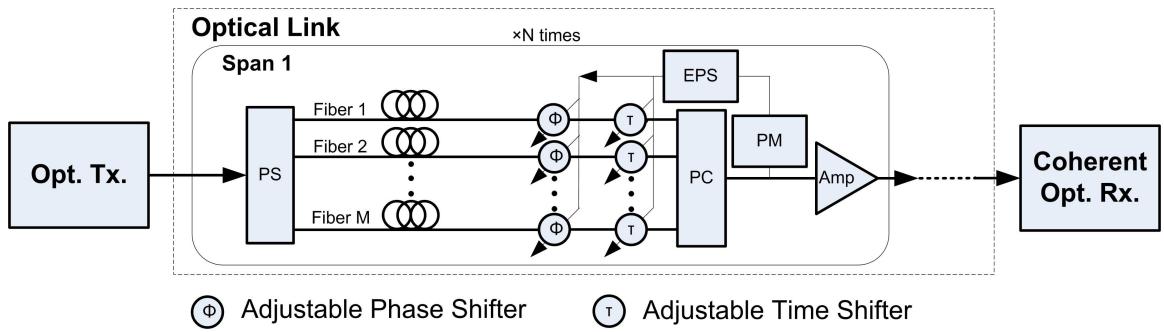 Optical Link
×N times
Span 1
EPS
Fiber 1
Φ
τ
Fiber 2
Φ
τ
PM
Opt. Tx.
PS
PC
Amp
Coherent
Opt. Rx.
Fiber M
Φ
τ
Φ Adjustable Phase Shifter
τ Adjustable Time Shifter